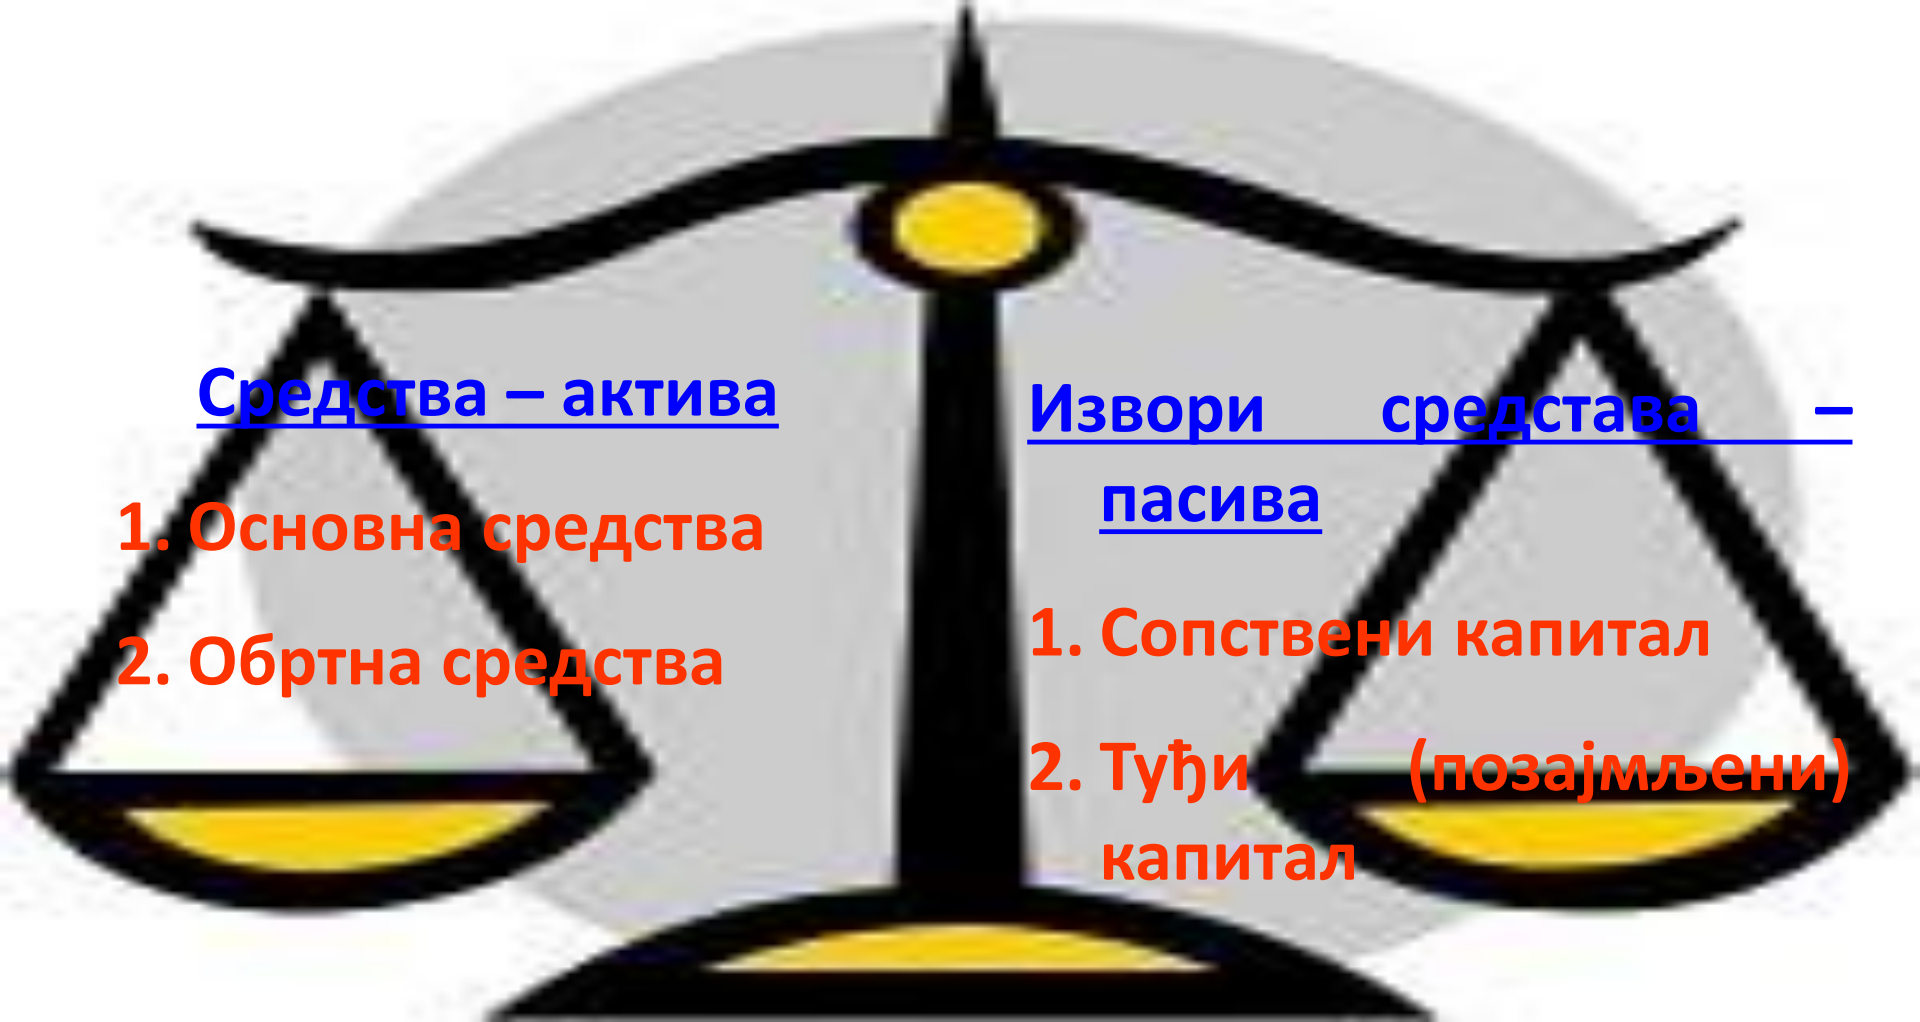 Средства – актива
1. Основна средства
2. Обртна средства
Извори средстава –
пасива
1. Сопствени капитал
2. Туђи (позајмљени)
капитал